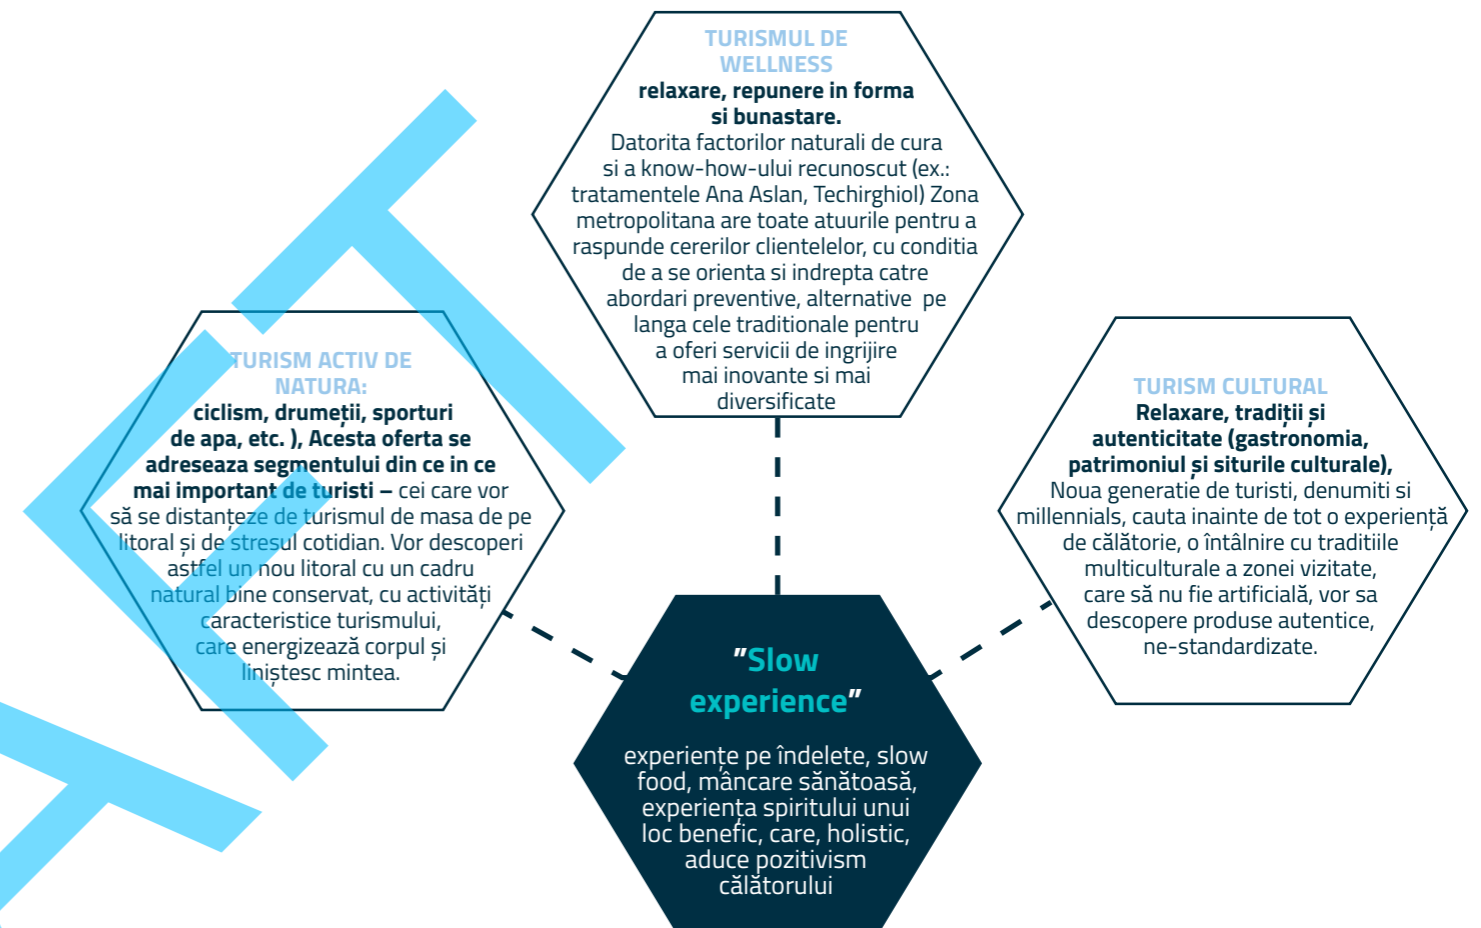 TURISMUL DE
WELLNESS
relaxare, repunere in forma
si bunastare.
Datorita factorilor naturali de cura
si a know-how-ului recunoscut (ex.:
tratamentele Ana Aslan, Techirghiol) Zona
metropolitana are toate atuurile pentru a
raspunde cererilor clientelelor, cu conditia
de a se orienta si indrepta catre
abordari preventive, alternative  pe
langa cele traditionale pentru
a oferi servicii de ingrijire
mai inovante si mai
diversificate
TURISM ACTIV DE
NATURA:
ciclism, drumeții, sporturi
de apa, etc. ), Acesta oferta se
adreseaza segmentului din ce in ce
mai important de turisti – cei care vor
să se distanțeze de turismul de masa de pe
litoral și de stresul cotidian. Vor descoperi
astfel un nou litoral cu un cadru
natural bine conservat, cu activități
caracteristice turismului,
care energizează corpul și
liniștesc mintea.
TURISM CULTURAL
Relaxare, tradiții și
autenticitate (gastronomia,
patrimoniul și siturile culturale),
Noua generatie de turisti, denumiti si
millennials, cauta inainte de tot o experiență
de călătorie, o întâlnire cu traditiile
multiculturale a zonei vizitate,
care să nu fie artificială, vor sa
descopere produse autentice,
ne-standardizate.
"Slow
experience"
experiențe pe îndelete, slow
food, mâncare sănătoasă,
experiența spiritului unui
loc benefic, care, holistic,
aduce pozitivism
călătorului
AFT